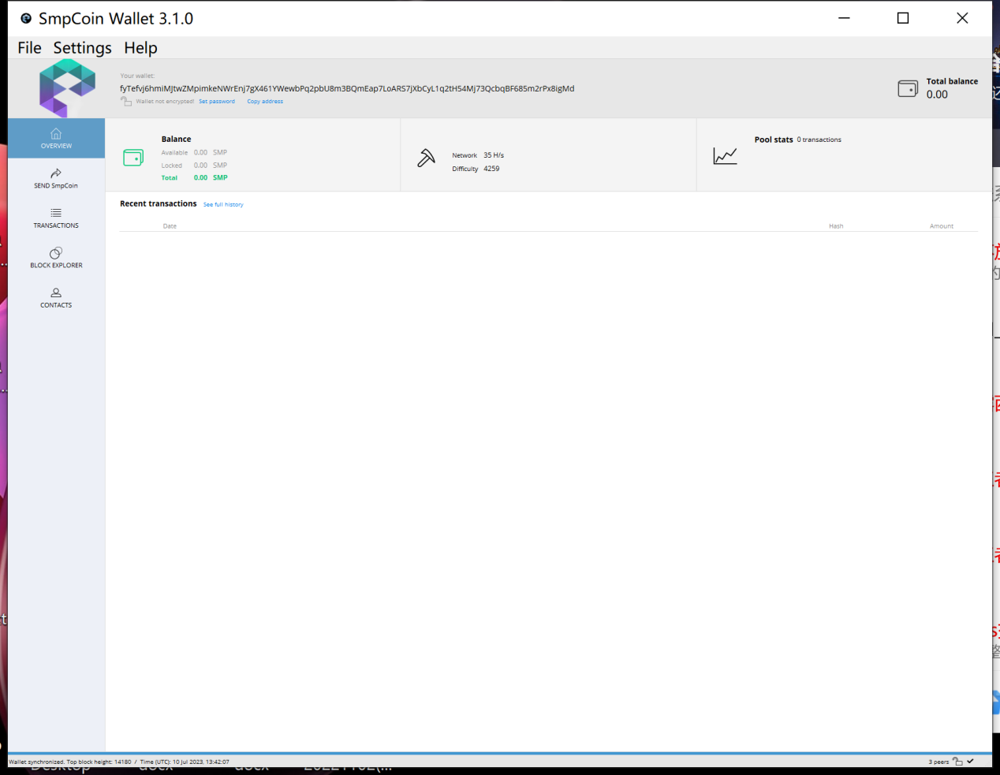 SmpCoin Wallet 3.1.0
File Settings Help
Your wallet:
Wallet not encrypted! Set password Copy address
Total balance
0.00
OVERVIEW
SEND SmpCoin
TRANSACTIONS
BLOCK EXPLORER
CONTACTS
Balance
Available 0.00 SMP
Locked 0.00 SMP
Total 0.00 SMP
Network 35 H/s
Difficulty 4259
Pool stats 0 transactions
Recent transactions See full history
Date Hash Amount
Wallet synchronized. Top block height: 14180 / Time (UTC): 10 Jul 2023, 13:42:07
3 peers